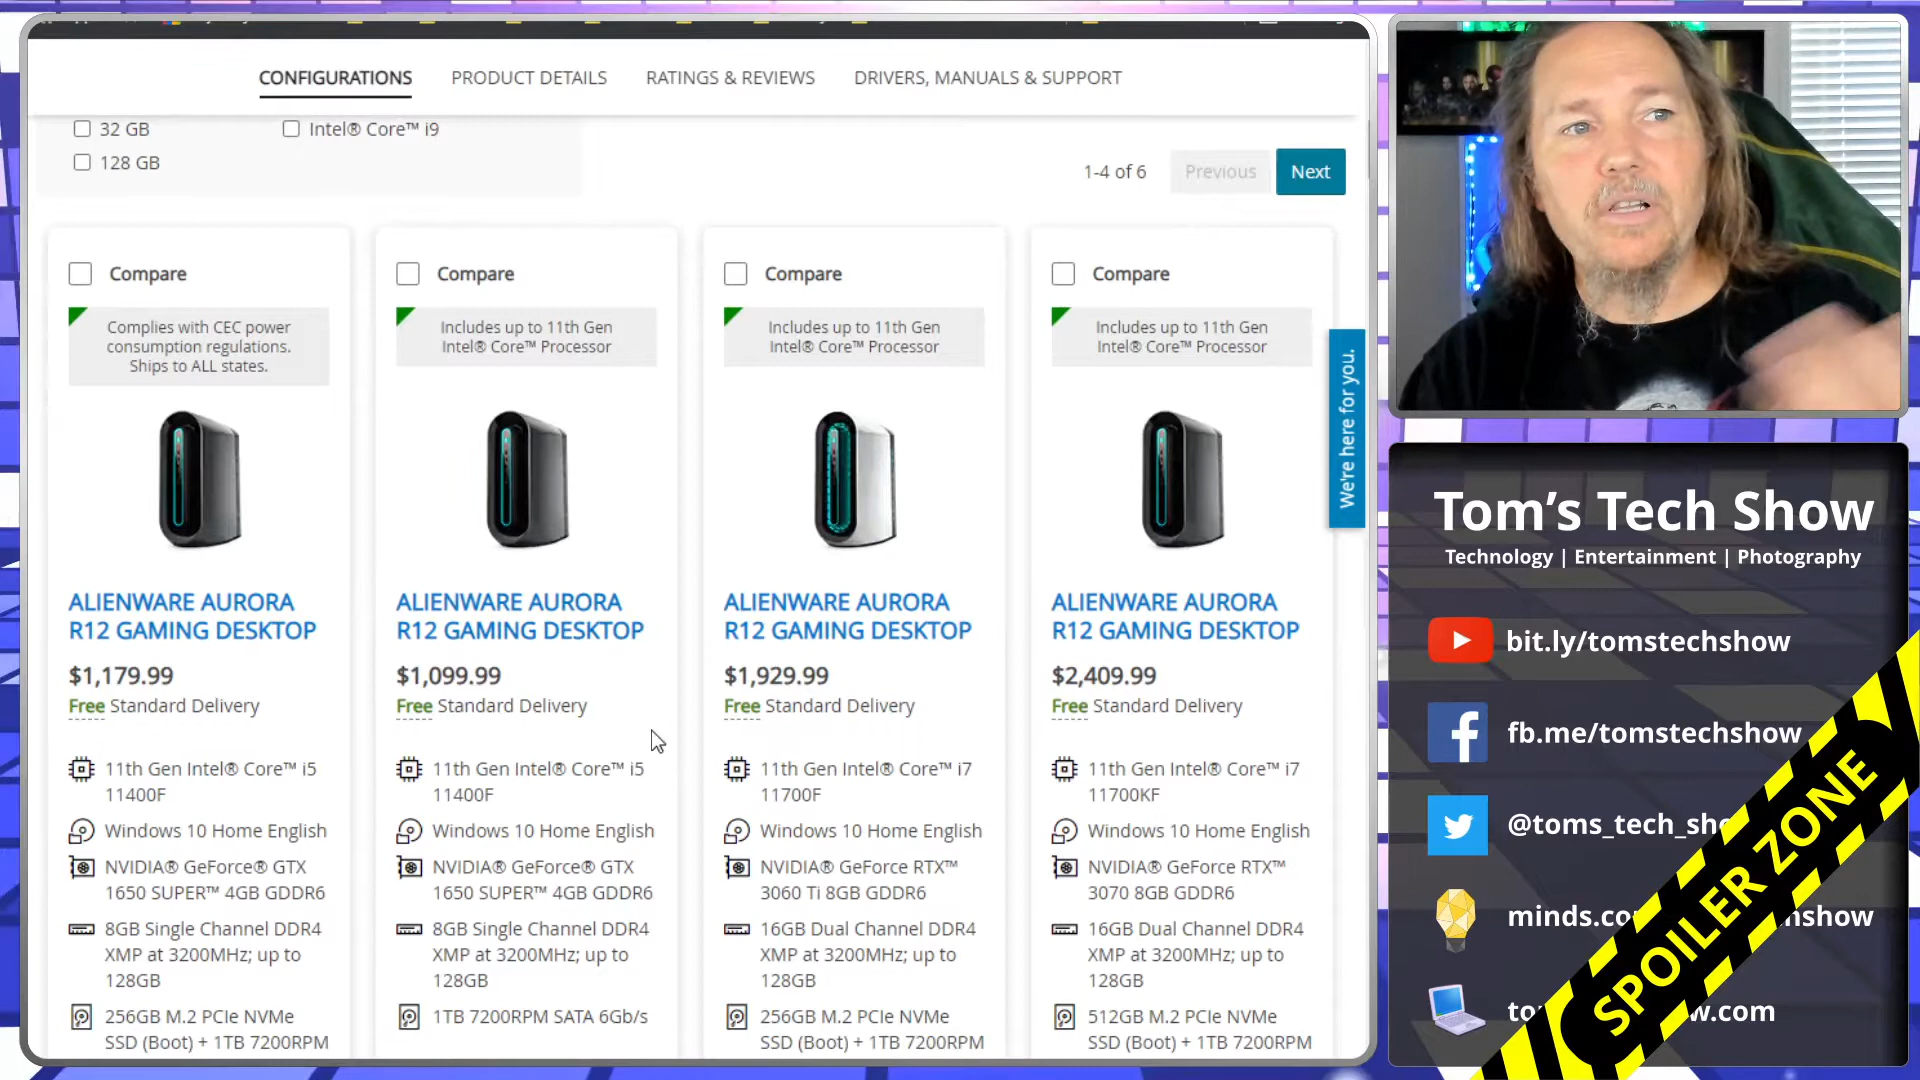 CONFIGURATIONS PRODUCT DETAILS RATINGS & REVIEWS DRIVERS, MANUALS & SUPPORT
32 GB Intel® Core™ i9
128 GB
1-4 of 6 Previous Next
Compare
Complies with CEC power
consumption regulations.
Ships to ALL states.
ALIENWARE AURORA
R12 GAMING DESKTOP
$1,179.99
Free Standard Delivery
11th Gen Intel® Core™ i5
11400F
Windows 10 Home English
NVIDIA® GeForce® GTX
1650 SUPER™ 4GB GDDR6
8GB Single Channel DDR4
XMP at 3200MHz; up to
128GB
256GB M.2 PCIe NVMe
SSD (Boot) + 1TB 7200RPM
Compare
Includes up to 11th Gen
Intel® Core™ Processor
ALIENWARE AURORA
R12 GAMING DESKTOP
$1,099.99
Free Standard Delivery
11th Gen Intel® Core™ i5
11400F
Windows 10 Home English
NVIDIA® GeForce® GTX
1650 SUPER™ 4GB GDDR6
8GB Single Channel DDR4
XMP at 3200MHz; up to
128GB
1TB 7200RPM SATA 6Gb/s
Compare
Includes up to 11th Gen
Intel® Core™ Processor
ALIENWARE AURORA
R12 GAMING DESKTOP
$1,929.99
Free Standard Delivery
11th Gen Intel® Core™ i7
11700F
Windows 10 Home English
NVIDIA® GeForce RTX™
3060 Ti 8GB GDDR6
16GB Dual Channel DDR4
XMP at 3200MHz; up to
128GB
256GB M.2 PCIe NVMe
SSD (Boot) + 1TB 7200RPM
Compare
Includes up to 11th Gen
Intel® Core™ Processor
ALIENWARE AURORA
R12 GAMING DESKTOP
$2,409.99
Free Standard Delivery
11th Gen Intel® Core™ i7
11700KF
Windows 10 Home English
NVIDIA® GeForce RTX™
3070 8GB GDDR6
16GB Dual Channel DDR4
XMP at 3200MHz; up to
128GB
512GB M.2 PCIe NVMe
SSD (Boot) + 1TB 7200RPM
We're here for you.
Tom's Tech Show
Technology | Entertainment | Photography
bit.ly/tomstechshow
fb.me/tomstechshow
@toms_tech_sho
minds.co hshow
to w.com
SPOILER ZONE